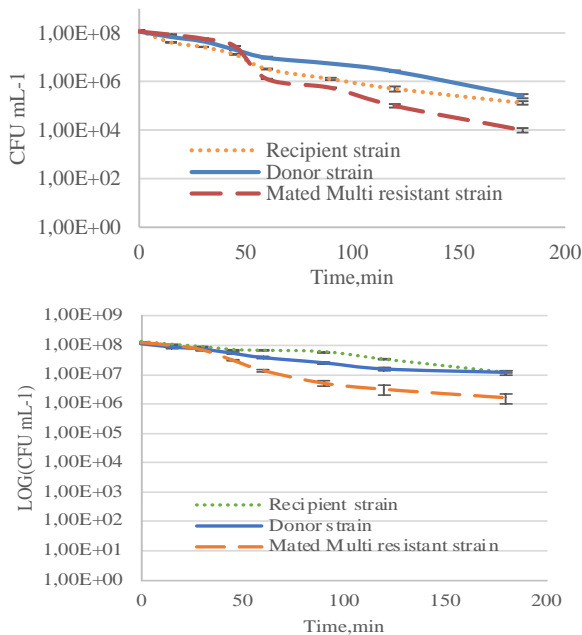 1,00E+08
1,00E+06
1,00E+04
1,00E+02
1,00E+00
CFU mL-1
Recipient strain
Donor strain
Mated Multi resistant strain
0
50
100
150
200
Time,min
1,00E+09
1,00E+08
1,00E+07
1,00E+06
1,00E+05
1,00E+04
1,00E+03
1,00E+02
1,00E+01
1,00E+00
LOG(CFU mL-1)
Recipient strain
Donor strain
Mated Multi resistant strain
0
50
100
150
200
Time,min